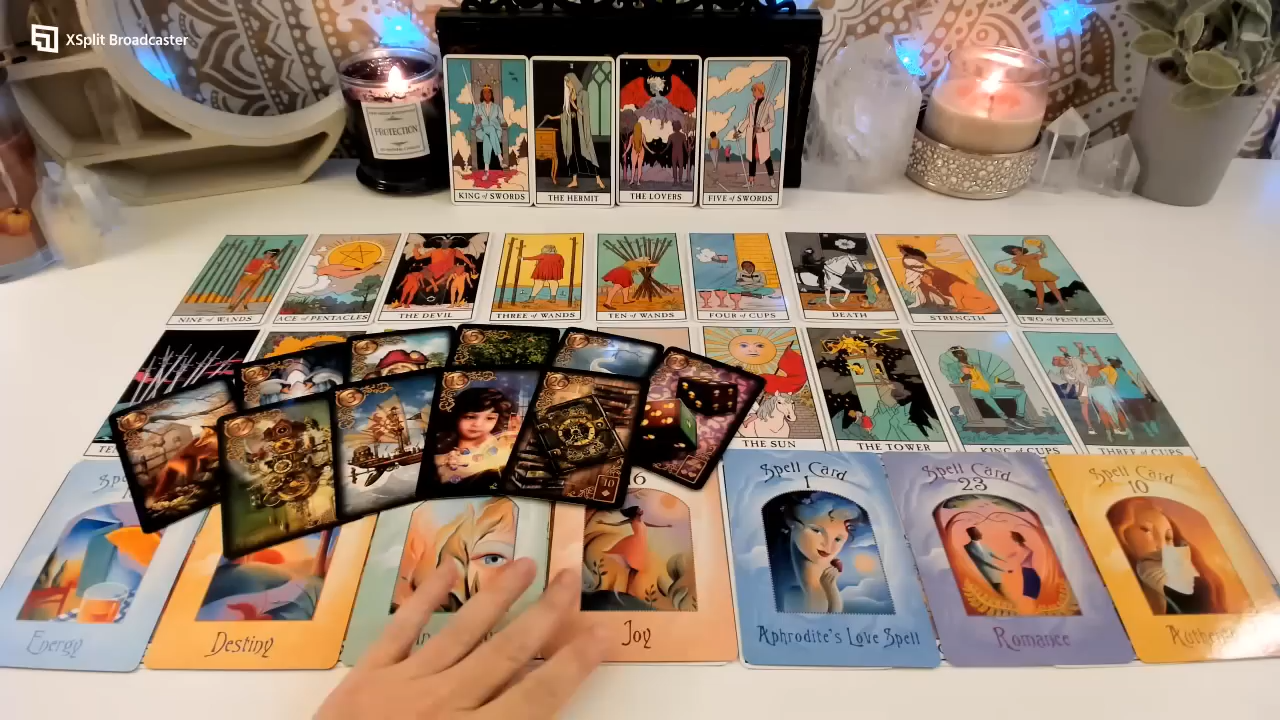 XSplit Broadcaster
PROTECTION
KING of SWORDS
THE HERMIT
THE LOVERS
FIVE of SWORDS
NINE of WANDS
ACE of PENTACLES
THE DEVIL
THREE of WANDS
TEN of WANDS
FOUR of CUPS
DEATH
STRENGTH
TWO of PENTACLES
THE SUN
THE TOWER
KING of CUPS
THREE of CUPS
10
Energy
Destiny
6
Joy
Spell Card
1
Aphrodite's Love Spell
Spell Card
23
Romance
Spell Card
10